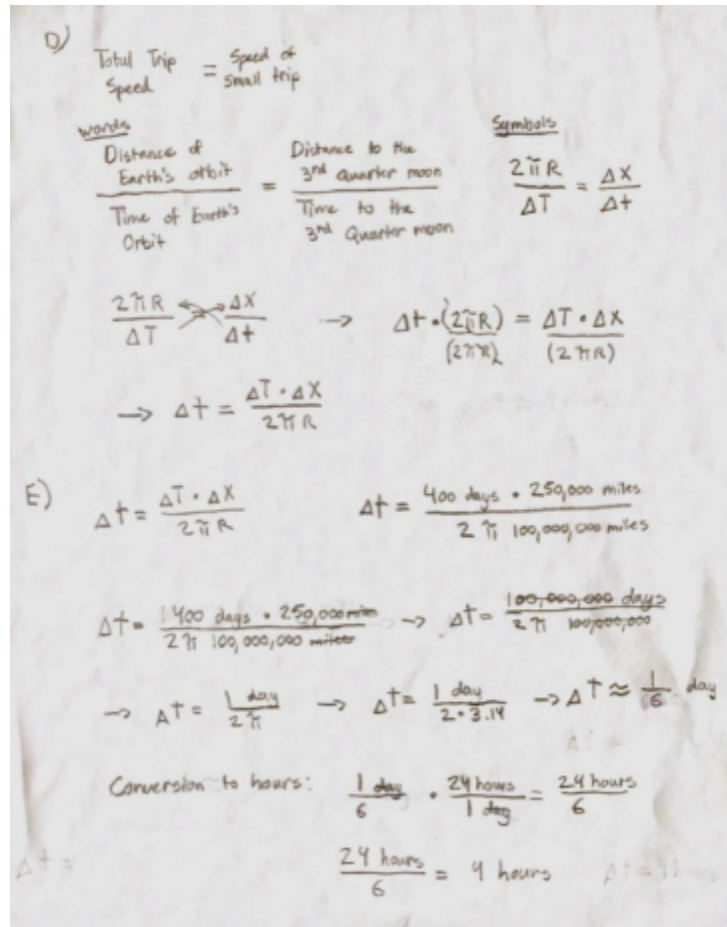 D)
Total Trip Speed = Speed of small trip
words
Symbols
Distance of Earth's orbit / Time of Earth's Orbit = Distance to the 3rd quarter moon / Time to the 3rd Quarter moon
2πR / ΔT = ΔX / Δt
2πR / ΔT ΔX / Δt → Δt • (2πR) / (2πR) = ΔT • ΔX / (2πR)
→ Δt = ΔT • ΔX / 2πR
E)
Δt = ΔT • ΔX / 2πR
Δt = 400 days • 250,000 miles / 2π 100,000,000 miles
Δt = 400 days • 250,000 miles / 2π 100,000,000 miles → Δt = 100,000,000 days / 2π 100,000,000
→ Δt = 1 day / 2π → Δt = 1 day / 2 • 3.14 → Δt ≈ 1/6 day
Conversion to hours: 1 day / 6 • 24 hours / 1 day = 24 hours / 6
24 hours / 6 = 4 hours